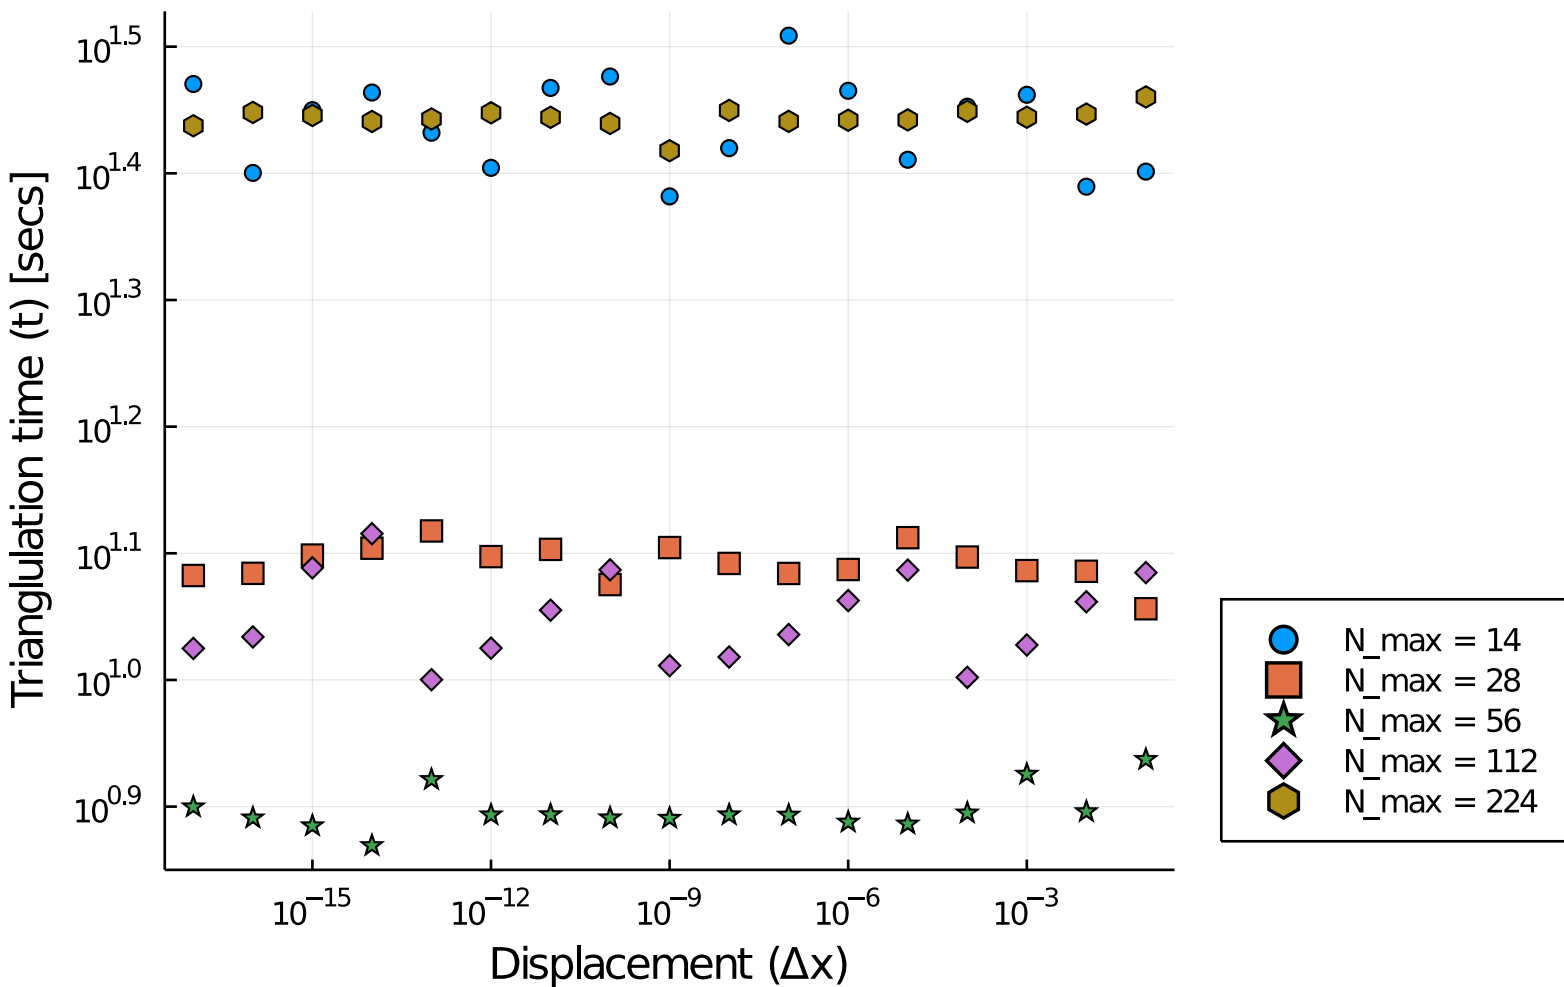 Triangulation time (t) [secs]
10^1.5
10^1.4
10^1.3
10^1.2
10^1.1
10^1.0
10^0.9
10^−15 10^−12 10^−9 10^−6 10^−3
Displacement (Δx)
N_max = 14
N_max = 28
N_max = 56
N_max = 112
N_max = 224